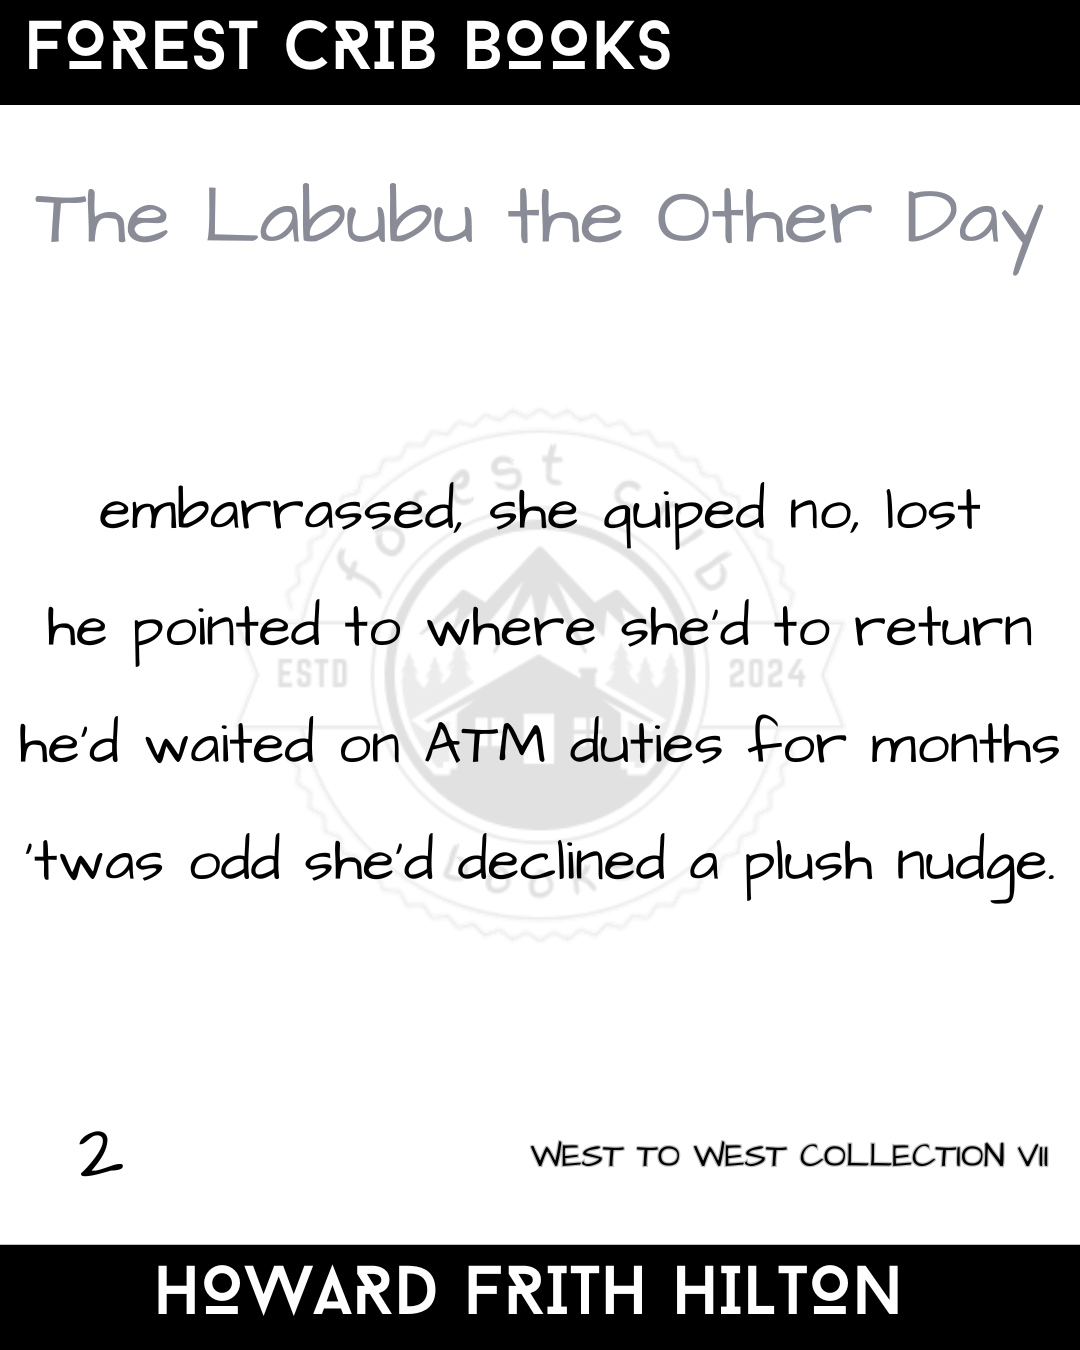 FOREST CRIB BOOKS
The Labubu the Other Day
forest crib
embarrassed, she quiped no, lost
he pointed to where she'd to return
ESTD 2024
he'd waited on ATM duties for months
'twas odd she'd declined a plush nudge.
book
2
WEST TO WEST COLLECTION VII
HOWARD FRITH HILTON